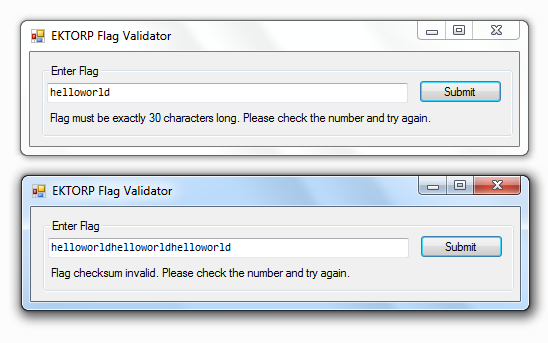 EKTORP Flag Validator
Enter Flag
helloworld
Submit
Flag must be exactly 30 characters long. Please check the number and try again.
EKTORP Flag Validator
Enter Flag
helloworldhelloworldhelloworld
Submit
Flag checksum invalid. Please check the number and try again.